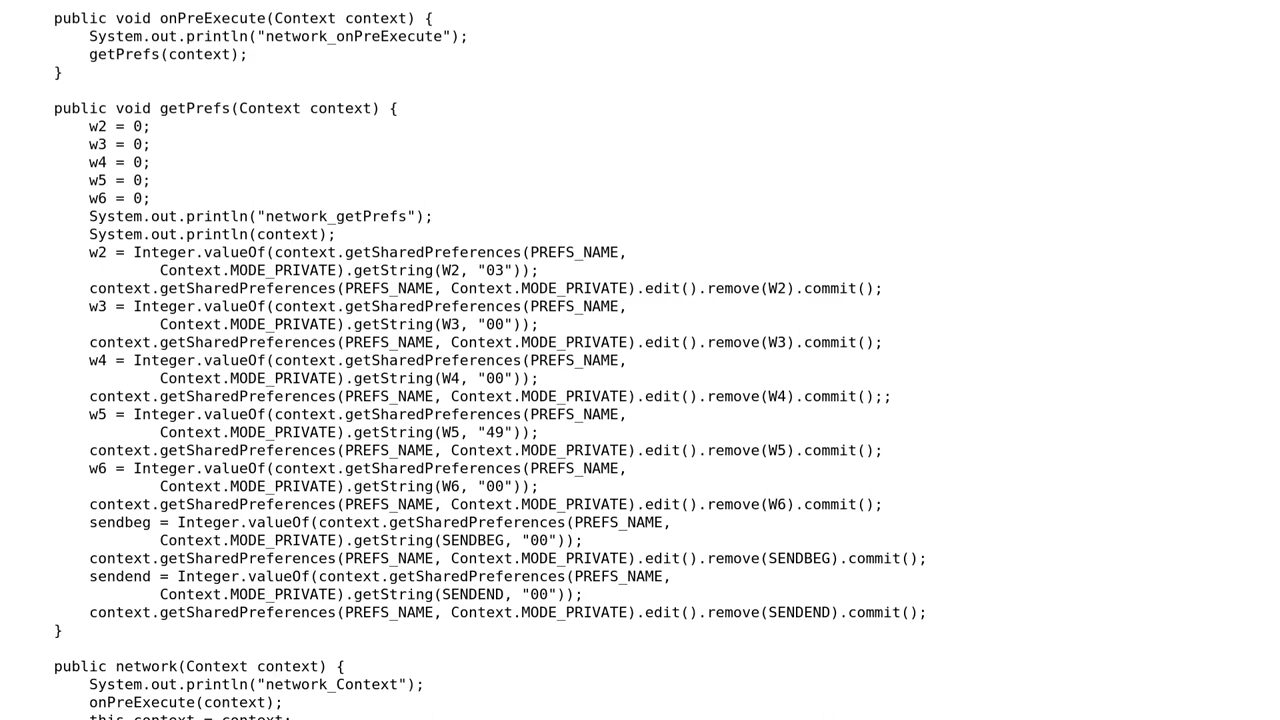 public void onPreExecute(Context context) {
System.out.println("network_onPreExecute");
getPrefs(context);
}
public void getPrefs(Context context) {
w2 = 0;
w3 = 0;
w4 = 0;
w5 = 0;
w6 = 0;
System.out.println("network_getPrefs");
System.out.println(context);
w2 = Integer.valueOf(context.getSharedPreferences(PREFS_NAME,
Context.MODE_PRIVATE).getString(W2, "03"));
context.getSharedPreferences(PREFS_NAME, Context.MODE_PRIVATE).edit().remove(W2).commit();
w3 = Integer.valueOf(context.getSharedPreferences(PREFS_NAME,
Context.MODE_PRIVATE).getString(W3, "00"));
context.getSharedPreferences(PREFS_NAME, Context.MODE_PRIVATE).edit().remove(W3).commit();
w4 = Integer.valueOf(context.getSharedPreferences(PREFS_NAME,
Context.MODE_PRIVATE).getString(W4, "00"));
context.getSharedPreferences(PREFS_NAME, Context.MODE_PRIVATE).edit().remove(W4).commit();;
w5 = Integer.valueOf(context.getSharedPreferences(PREFS_NAME,
Context.MODE_PRIVATE).getString(W5, "49"));
context.getSharedPreferences(PREFS_NAME, Context.MODE_PRIVATE).edit().remove(W5).commit();
w6 = Integer.valueOf(context.getSharedPreferences(PREFS_NAME,
Context.MODE_PRIVATE).getString(W6, "00"));
context.getSharedPreferences(PREFS_NAME, Context.MODE_PRIVATE).edit().remove(W6).commit();
sendbeg = Integer.valueOf(context.getSharedPreferences(PREFS_NAME,
Context.MODE_PRIVATE).getString(SENDBEG, "00"));
context.getSharedPreferences(PREFS_NAME, Context.MODE_PRIVATE).edit().remove(SENDBEG).commit();
sendend = Integer.valueOf(context.getSharedPreferences(PREFS_NAME,
Context.MODE_PRIVATE).getString(SENDEND, "00"));
context.getSharedPreferences(PREFS_NAME, Context.MODE_PRIVATE).edit().remove(SENDEND).commit();
}
public network(Context context) {
System.out.println("network_Context");
onPreExecute(context);
this.context = context;